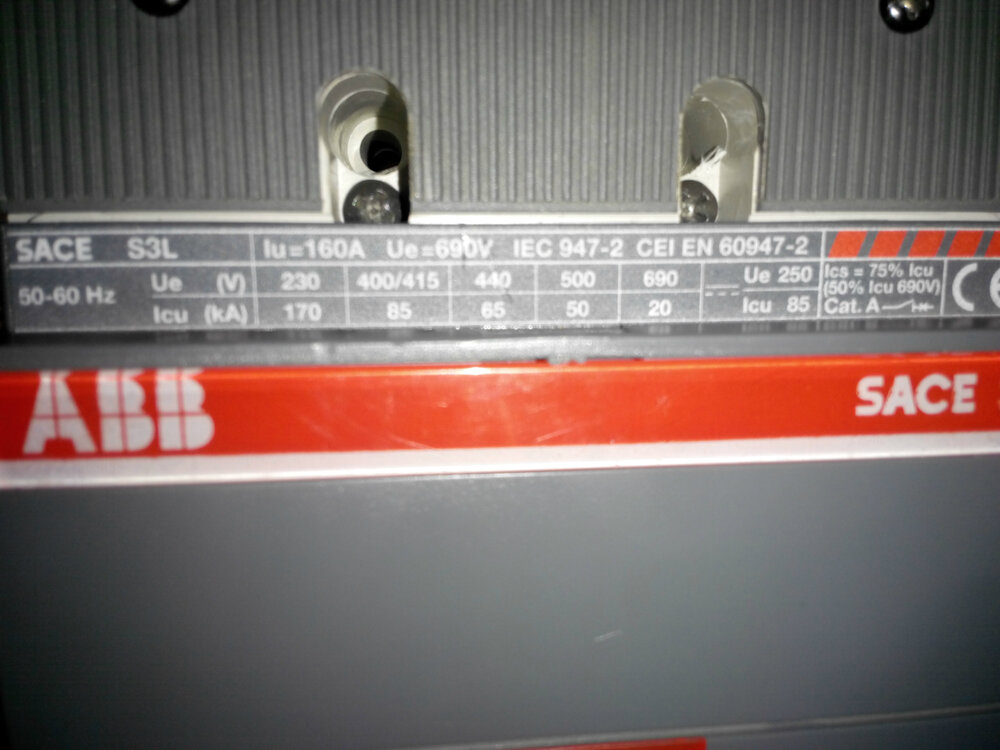 SACE S3L Iu=160A Ue=690V IEC 947-2 CEI EN 60947-2
50-60 Hz
Ue (V) 230 400/415 440 500 690
Icu (kA) 170 85 65 50 20
Ue 250
Icu 85
Ics = 75% Icu
(50% Icu 690V)
Cat. A
CE
ABB SACE